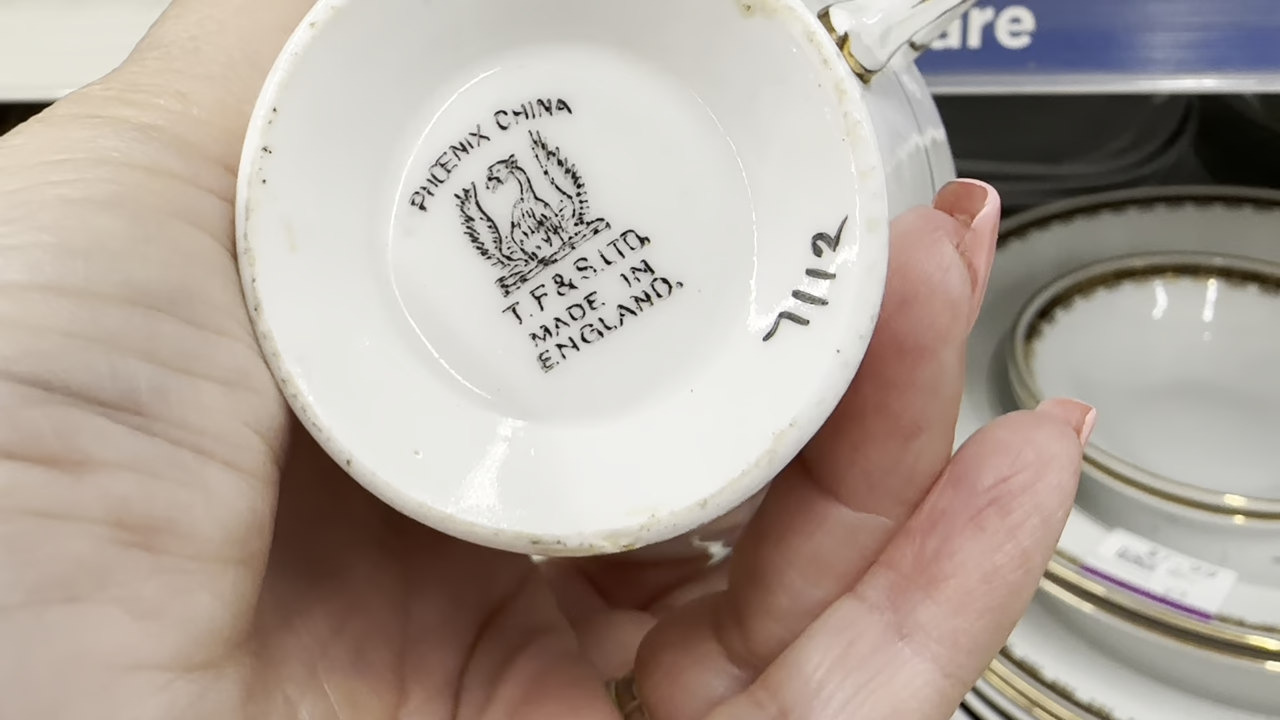 PHŒNIX CHINA
T.F.&S.LTD.
MADE IN
ENGLAND.
7112
are